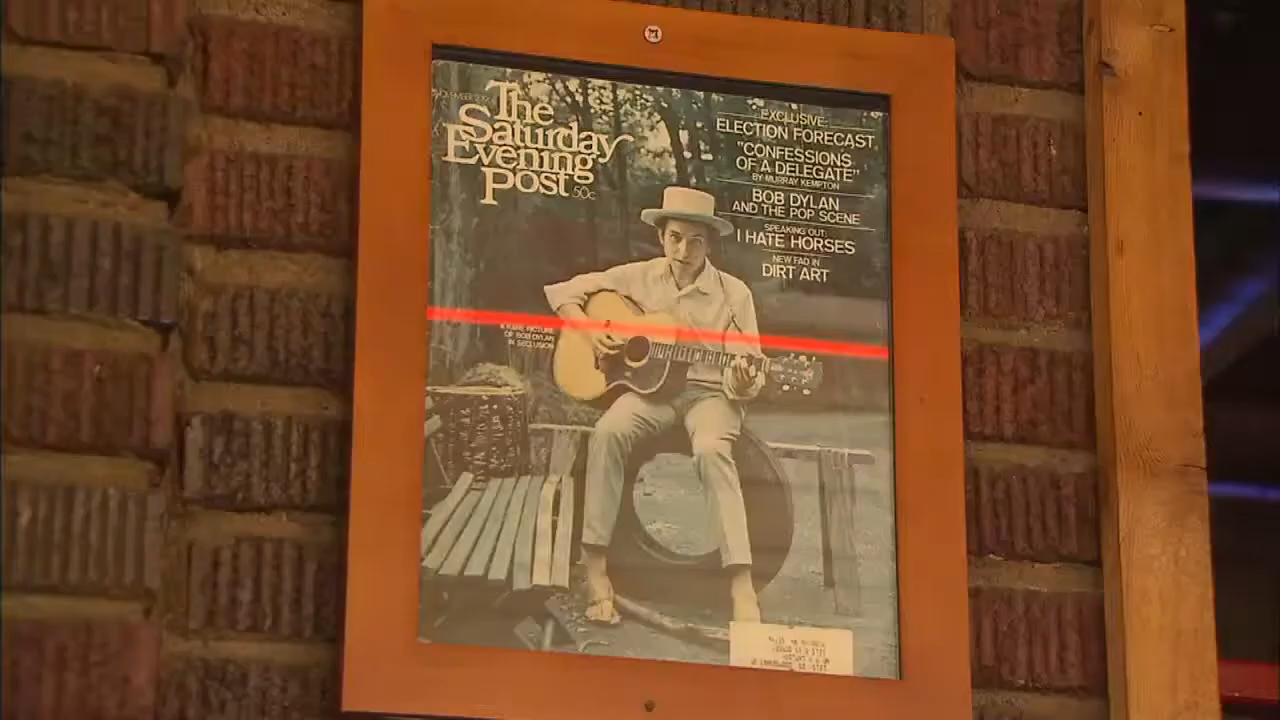 The
Saturday
Evening
Post 50c
EXCLUSIVE:
ELECTION FORECAST
"CONFESSIONS
OF A DELEGATE"
BY MURRAY KEMPTON
BOB DYLAN
AND THE POP SCENE
SPEAKING OUT:
I HATE HORSES
NEW FAD IN
DIRT ART
A RARE PICTURE
OF BOB DYLAN
IN SECLUSION